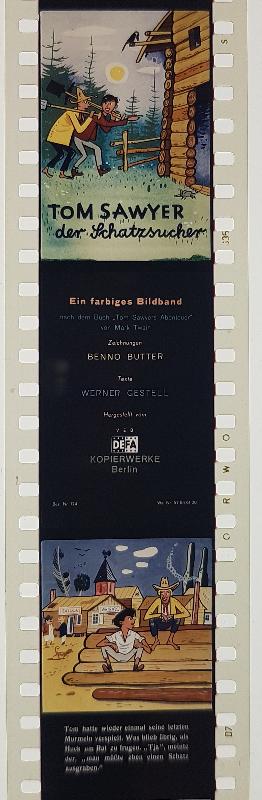 TOM SAWYER
der Schatzsucher
Ein farbiges Bildband
nach dem Buch „Tom Sawyers Abenteuer"
von Mark Twain
Zeichnungen
BENNO BUTTER
Texte
WERNER GESTELL
Hergestellt vom
VEB
DEFA
KOPIERWERKE
Berlin
Tom hatte wieder einmal seine letzten
Murmeln verspielt. Was blieb übrig, als
Huck um Rat zu fragen. „Tja", meinte
der, „man müßte eben einen Schatz
ausgraben."
O R W O